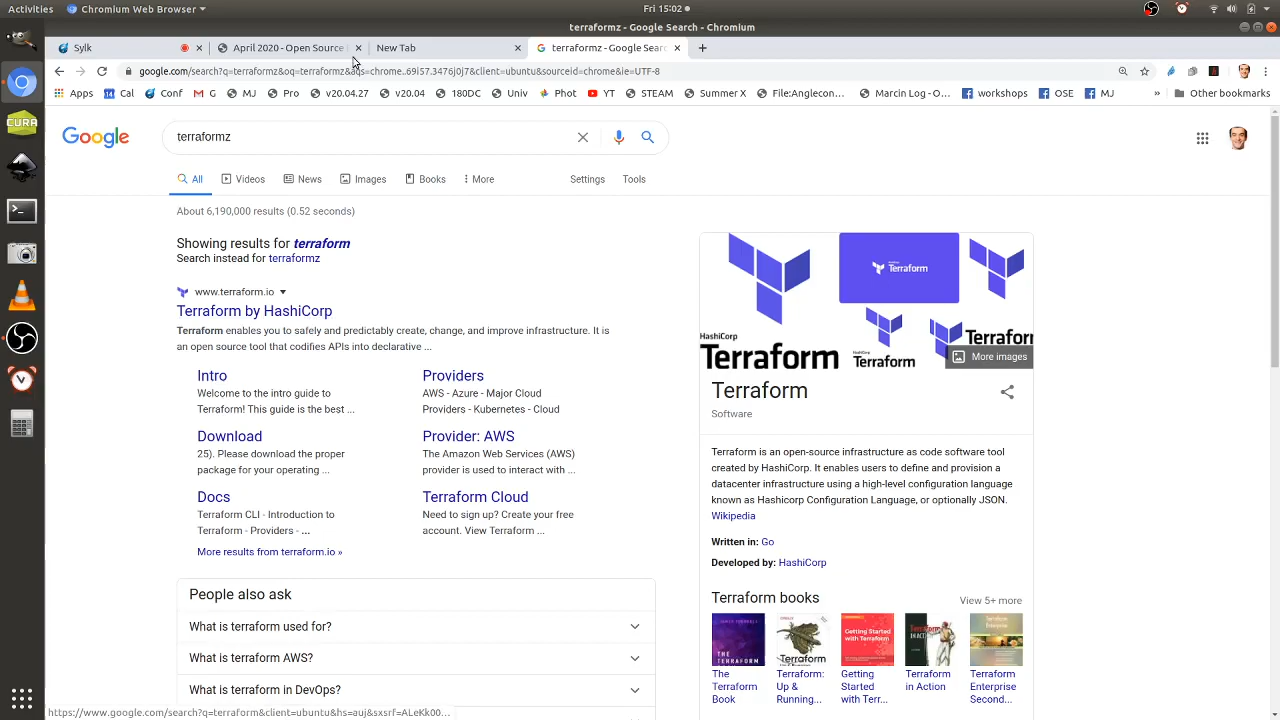 Activities
Chromium Web Browser
Fri 15:02
terraformz - Google Search - Chromium
Sylk
April 2020 - Open Source
New Tab
terraformz - Google Sear
google.com/search?q=terraformz&oq=terraformz&aqs=chrome..69i57.3476j0j7&client=ubuntu&sourceid=chrome&ie=UTF-8
Apps
Cal
Conf
G
MJ
Pro
v20.04.27
v20.04
180DC
Univ
Phot
YT
STEAM
Summer X
File:Anglecon...
Marcin Log - O...
workshops
OSE
MJ
»
Other bookmarks
Google
terraformz
All
Videos
News
Images
Books
More
Settings
Tools
About 6,190,000 results (0.52 seconds)
Showing results for terraform
Search instead for terraformz
www.terraform.io
Terraform by HashiCorp
Terraform enables you to safely and predictably create, change, and improve infrastructure. It is
an open source tool that codifies APIs into declarative ...
Intro
Welcome to the intro guide to
Terraform! This guide is the best ...
Providers
AWS - Azure - Major Cloud
Providers - Kubernetes - Cloud
Download
25). Please download the proper
package for your operating ...
Provider: AWS
The Amazon Web Services (AWS)
provider is used to interact with ...
Docs
Terraform CLI - Introduction to
Terraform - Providers - ...
Terraform Cloud
Need to sign up? Create your free
account. View Terraform ...
More results from terraform.io »
People also ask
What is terraform used for?
What is terraform AWS?
What is terraform in DevOps?
HashiCorp
Terraform
Terraform
HashiCorp
Terraform
Terraform
More images
Terraform
Software
Terraform is an open-source infrastructure as code software tool
created by HashiCorp. It enables users to define and provision a
datacenter infrastructure using a high-level configuration language
known as Hashicorp Configuration Language, or optionally JSON.
Wikipedia
Written in: Go
Developed by: HashiCorp
Terraform books
View 5+ more
The
Terraform
Book
Terraform:
Up &
Running...
Getting
Started
with Terr...
Terraform
in Action
Terraform
Enterprise
Second...
https://www.google.com/search?q=terraform&client=ubuntu&hs=auj&sxsrf=ALeKk00...
CURA